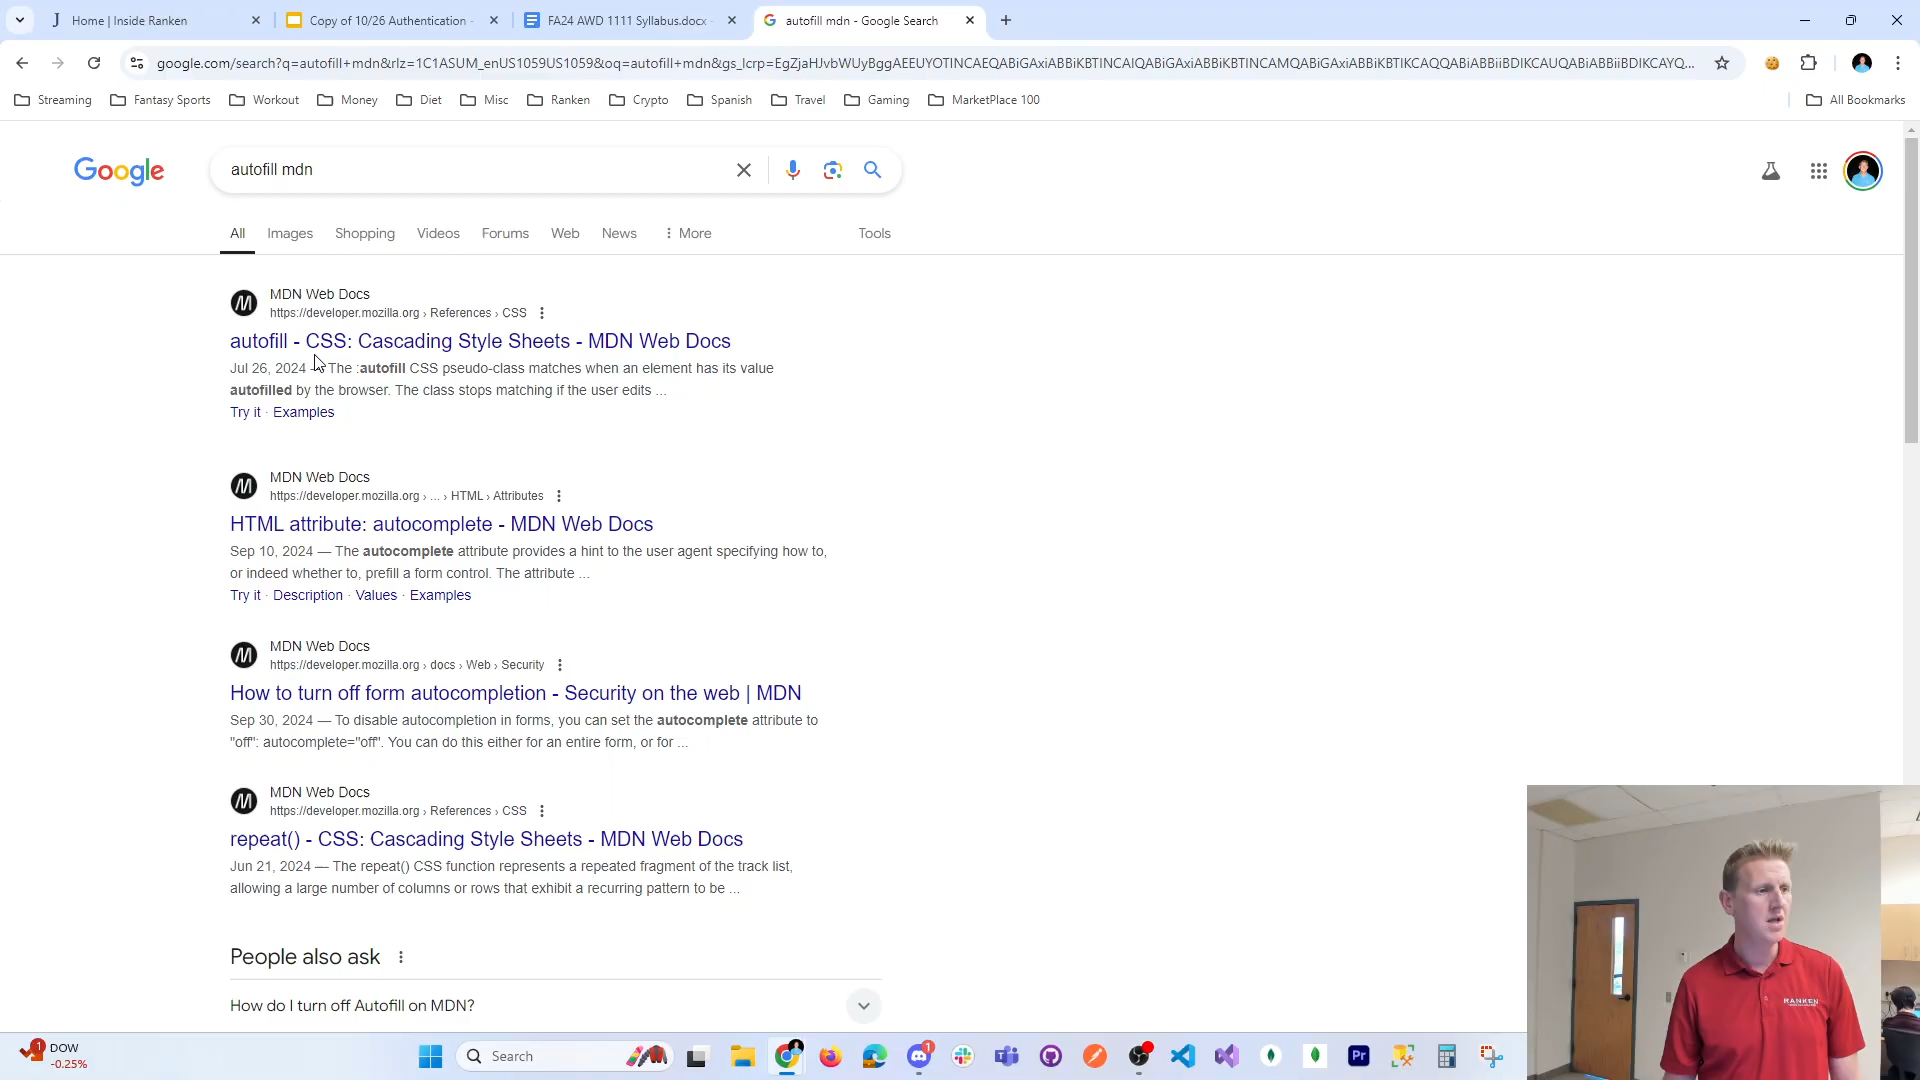 Home | Inside Ranken
Copy of 10/26 Authentication -
FA24 AWD 1111 Syllabus.docx -
autofill mdn - Google Search
google.com/search?q=autofill+mdn&rlz=1C1ASUM_enUS1059US1059&oq=autofill+mdn&gs_lcrp=EgZjaHJvbWUyBggAEEUYOTINCAEQABiGAxiABBiKBTINCAIQABiGAxiABBiKBTINCAMQABiGAxiABBiKBTIKCAQQABiABBiiBDIKCAUQABiABBiiBDIKCAYQ...
Streaming Fantasy Sports Workout Money Diet Misc Ranken Crypto Spanish Travel Gaming MarketPlace 100 All Bookmarks
Google
autofill mdn
All Images Shopping Videos Forums Web News More Tools
MDN Web Docs
https://developer.mozilla.org › References › CSS
autofill - CSS: Cascading Style Sheets - MDN Web Docs
Jul 26, 2024 — The :autofill CSS pseudo-class matches when an element has its value
autofilled by the browser. The class stops matching if the user edits ...
Try it · Examples
MDN Web Docs
https://developer.mozilla.org › ... › HTML › Attributes
HTML attribute: autocomplete - MDN Web Docs
Sep 10, 2024 — The autocomplete attribute provides a hint to the user agent specifying how to,
or indeed whether to, prefill a form control. The attribute ...
Try it · Description · Values · Examples
MDN Web Docs
https://developer.mozilla.org › docs › Web › Security
How to turn off form autocompletion - Security on the web | MDN
Sep 30, 2024 — To disable autocompletion in forms, you can set the autocomplete attribute to
"off": autocomplete="off". You can do this either for an entire form, or for ...
MDN Web Docs
https://developer.mozilla.org › References › CSS
repeat() - CSS: Cascading Style Sheets - MDN Web Docs
Jun 21, 2024 — The repeat() CSS function represents a repeated fragment of the track list,
allowing a large number of columns or rows that exhibit a recurring pattern to be ...
People also ask
How do I turn off Autofill on MDN?
RANKEN
1 DOW
-0.25%
Search
1
Pr